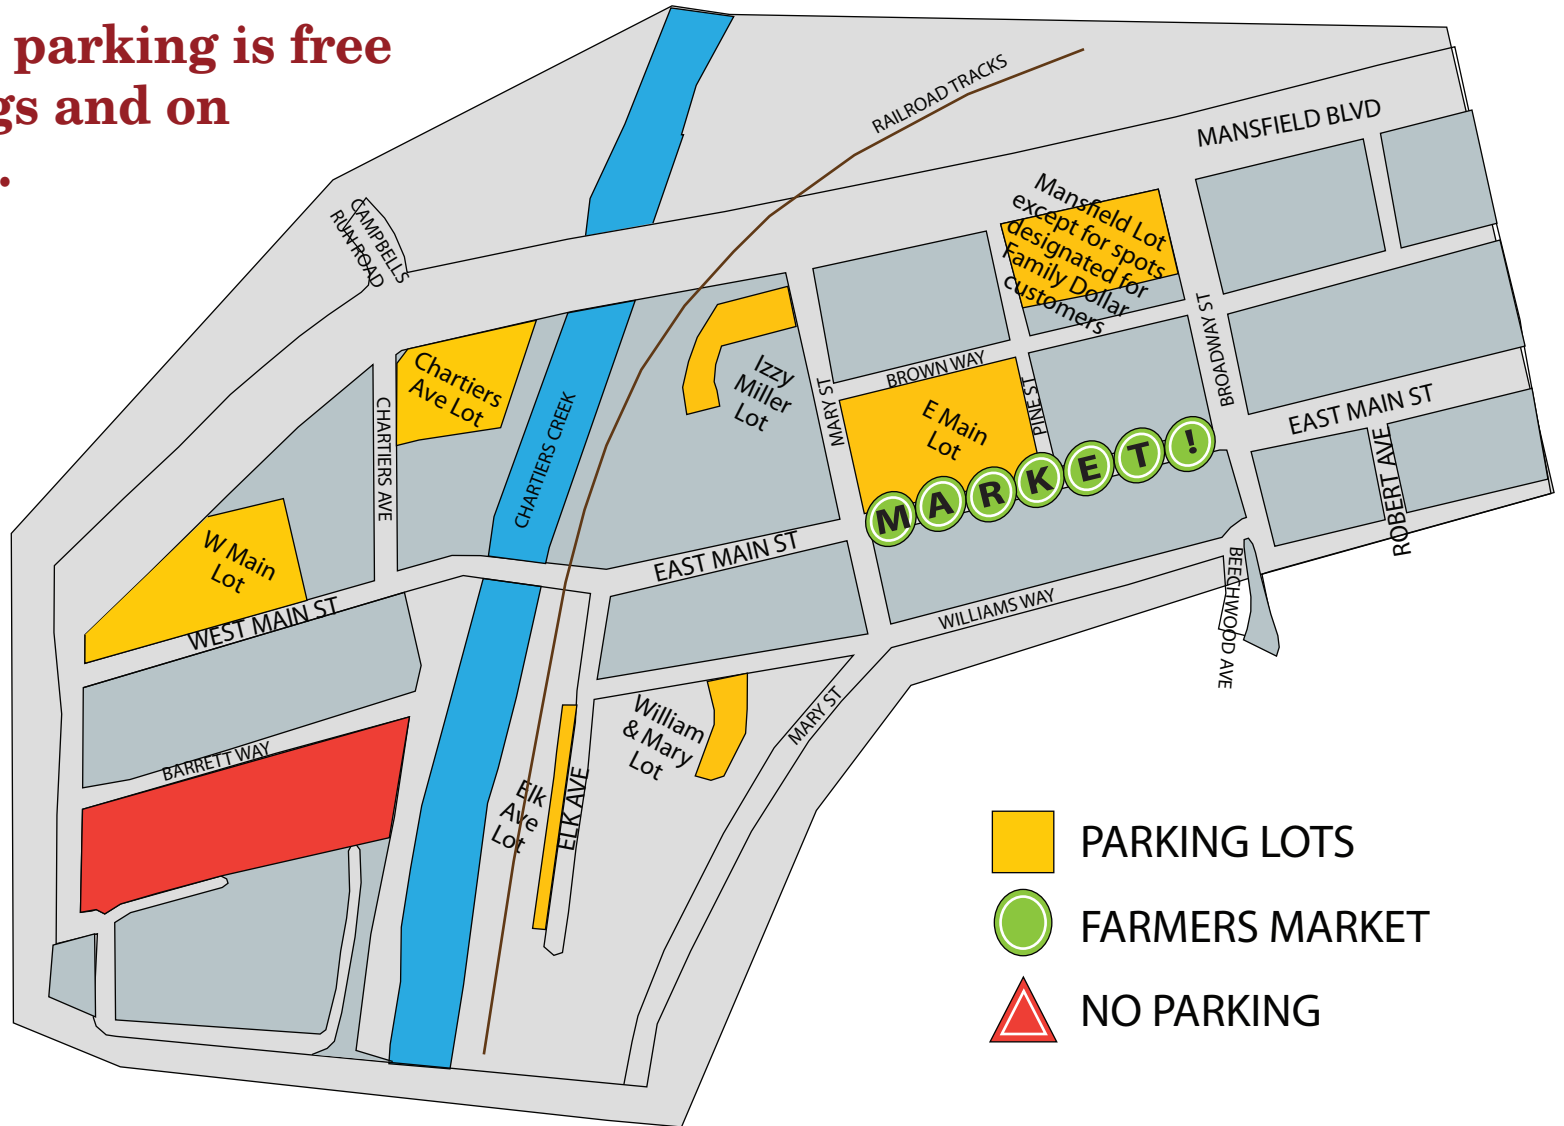 parking is free
gs and on
.
RAILROAD TRACKS
MANSFIELD BLVD
CAMPBELLS
RUN ROAD
Mansfield Lot
except for spots
designated for
Family Dollar
customers
Chartiers
Ave Lot
CHARTIERS AVE
CHARTIERS CREEK
Izzy
Miller
Lot
MARY ST
BROWN WAY
E Main
Lot
PINE ST
BROADWAY ST
EAST MAIN ST
ROBERT AVE
MARKET!
W Main
Lot
WEST MAIN ST
EAST MAIN ST
WILLIAMS WAY
BEECHWOOD AVE
BARRETT WAY
William
& Mary
Lot
MARY ST
Elk
Ave
Lot
ELK AVE
PARKING LOTS
FARMERS MARKET
NO PARKING